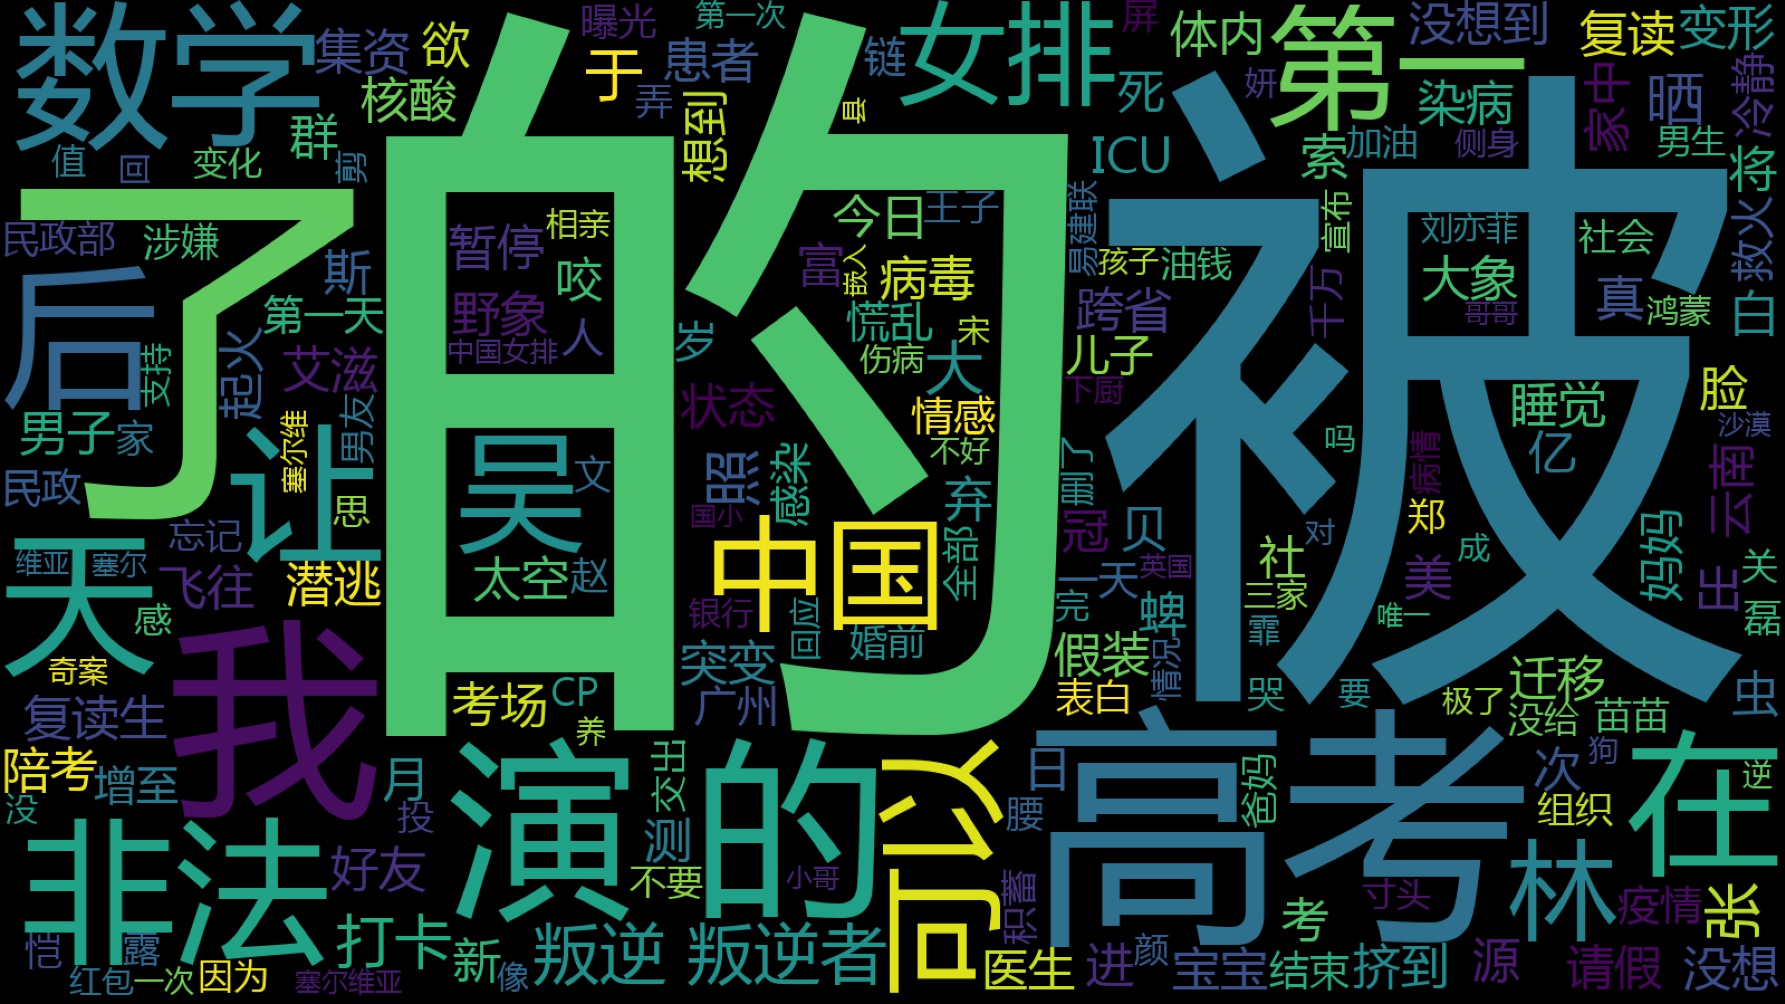 数学
集资
欲
曝光
第一次
于
患者
链
女排
屏
体内
第一
没想到
复读
变形
核酸
弄
想到
县
死
妍
染病
家中
晒
冷静
群
值
回
变化
剪
ICU
索
加油
侧身
男生
将
了
的
被
民政部
涉嫌
斯
暂停
相亲
今日
王子
富
嵌入
病毒
易建联
孩子
油钱
宣布
刘亦菲
社会
救火
后
第一天
野象
咬
中国女排
人
岁
慌乱
宋
跨省
千万
大象
哥哥
真
鸿蒙
白
支持
起火
艾滋
伤病
大
儿子
下厨
男子
家
塞尔维
男友
状态
情感
不好
睡觉
脸
沙漠
民政
让
思
吴
文
照
感染
弃
删了
吗
病情
亿
云南
国小
中国
冠
贝
对
郑
忘记
天
维亚
塞尔
飞往
潜逃
太空
赵
全部
一天
英国
社
美
成
妈妈
出
关
感
银行
回应
婚前
完
蜱
三家
霏
唯一
磊
奇案
我
突变
广州
假装
情况
表白
哭
要
极了
迁移
没给
苗苗
虫
复读生
考场
CP
养
陪考
增至
月
演
的
交出
可以
日
高考
爸妈
次
狗
组织
在
逆
没
投
测
腰
非法
好友
不要
小哥
积蓄
考
寸头
林
疫情
张
恺
露
打卡
新
像
叛逆
叛逆者
医生
进
颜
宝宝
结束
挤到
源
请假
没想
红包
一次
因为
塞尔维亚